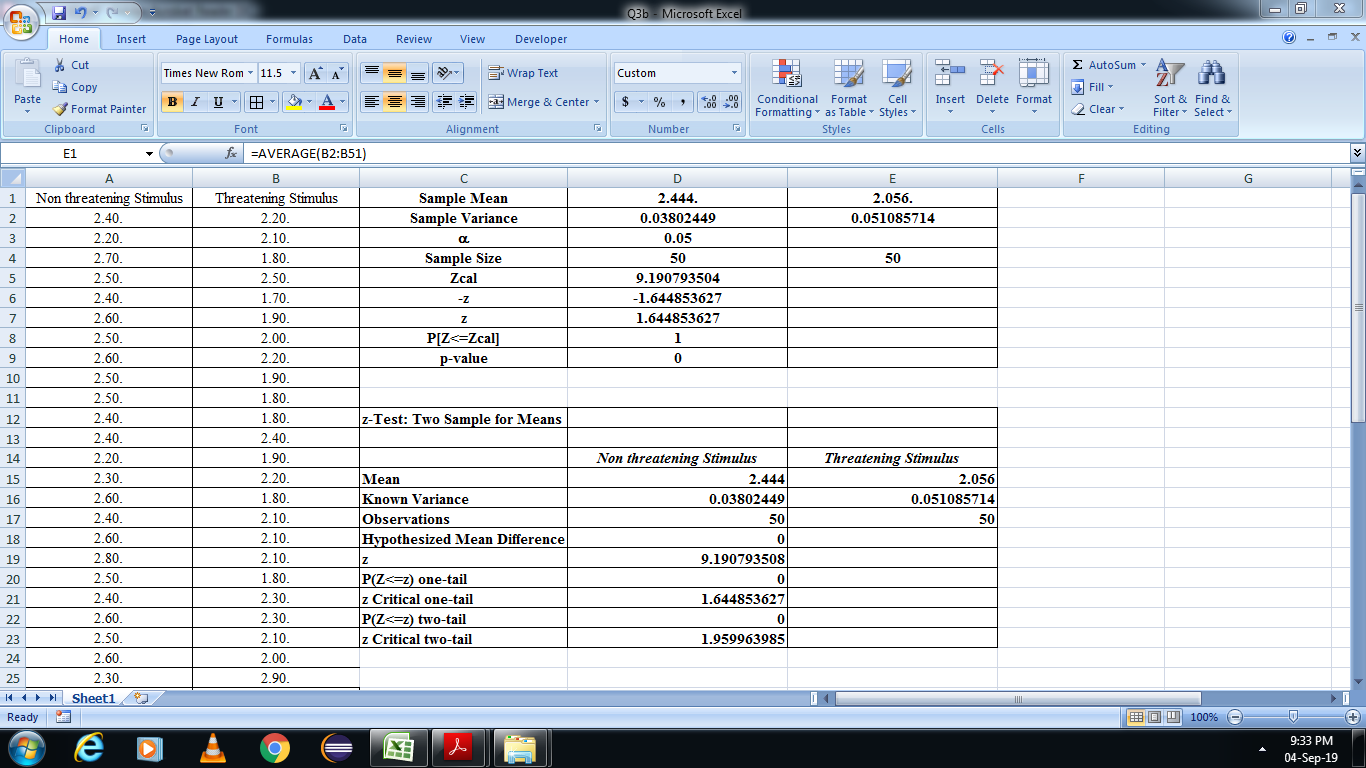 Q3b - Microsoft Excel
Home Insert Page Layout Formulas Data Review View Developer
Paste Cut Copy Format Painter
Clipboard
Times New Rom 11.5 A A
B I U A
Font
Wrap Text
Merge & Center
Alignment
Custom
$ % , .00 .0
Number
Conditional Formatting Format as Table Cell Styles
Styles
Insert Delete Format
Cells
Σ AutoSum Fill Clear Sort & Filter Find & Select
Editing
E1 fx =AVERAGE(B2:B51)
A B C D E F G
1 Non threatening Stimulus Threatening Stimulus Sample Mean 2.444. 2.056.
2 2.40. 2.20. Sample Variance 0.03802449 0.051085714
3 2.20. 2.10. α 0.05
4 2.70. 1.80. Sample Size 50 50
5 2.50. 2.50. Zcal 9.190793504
6 2.40. 1.70. -z -1.644853627
7 2.60. 1.90. z 1.644853627
8 2.50. 2.00. P[Z<=Zcal] 1
9 2.60. 2.20. p-value 0
10 2.50. 1.90.
11 2.50. 1.80.
12 2.40. 1.80. z-Test: Two Sample for Means
13 2.40. 2.40.
14 2.20. 1.90. Non threatening Stimulus Threatening Stimulus
15 2.30. 2.20. Mean 2.444 2.056
16 2.60. 1.80. Known Variance 0.03802449 0.051085714
17 2.40. 2.10. Observations 50 50
18 2.60. 2.10. Hypothesized Mean Difference 0
19 2.80. 2.10. z 9.190793508
20 2.50. 1.80. P(Z<=z) one-tail 0
21 2.40. 2.30. z Critical one-tail 1.644853627
22 2.60. 2.30. P(Z<=z) two-tail 0
23 2.50. 2.10. z Critical two-tail 1.959963985
24 2.60. 2.00.
25 2.30. 2.90.
Sheet1
Ready 100%
9:33 PM
04-Sep-19